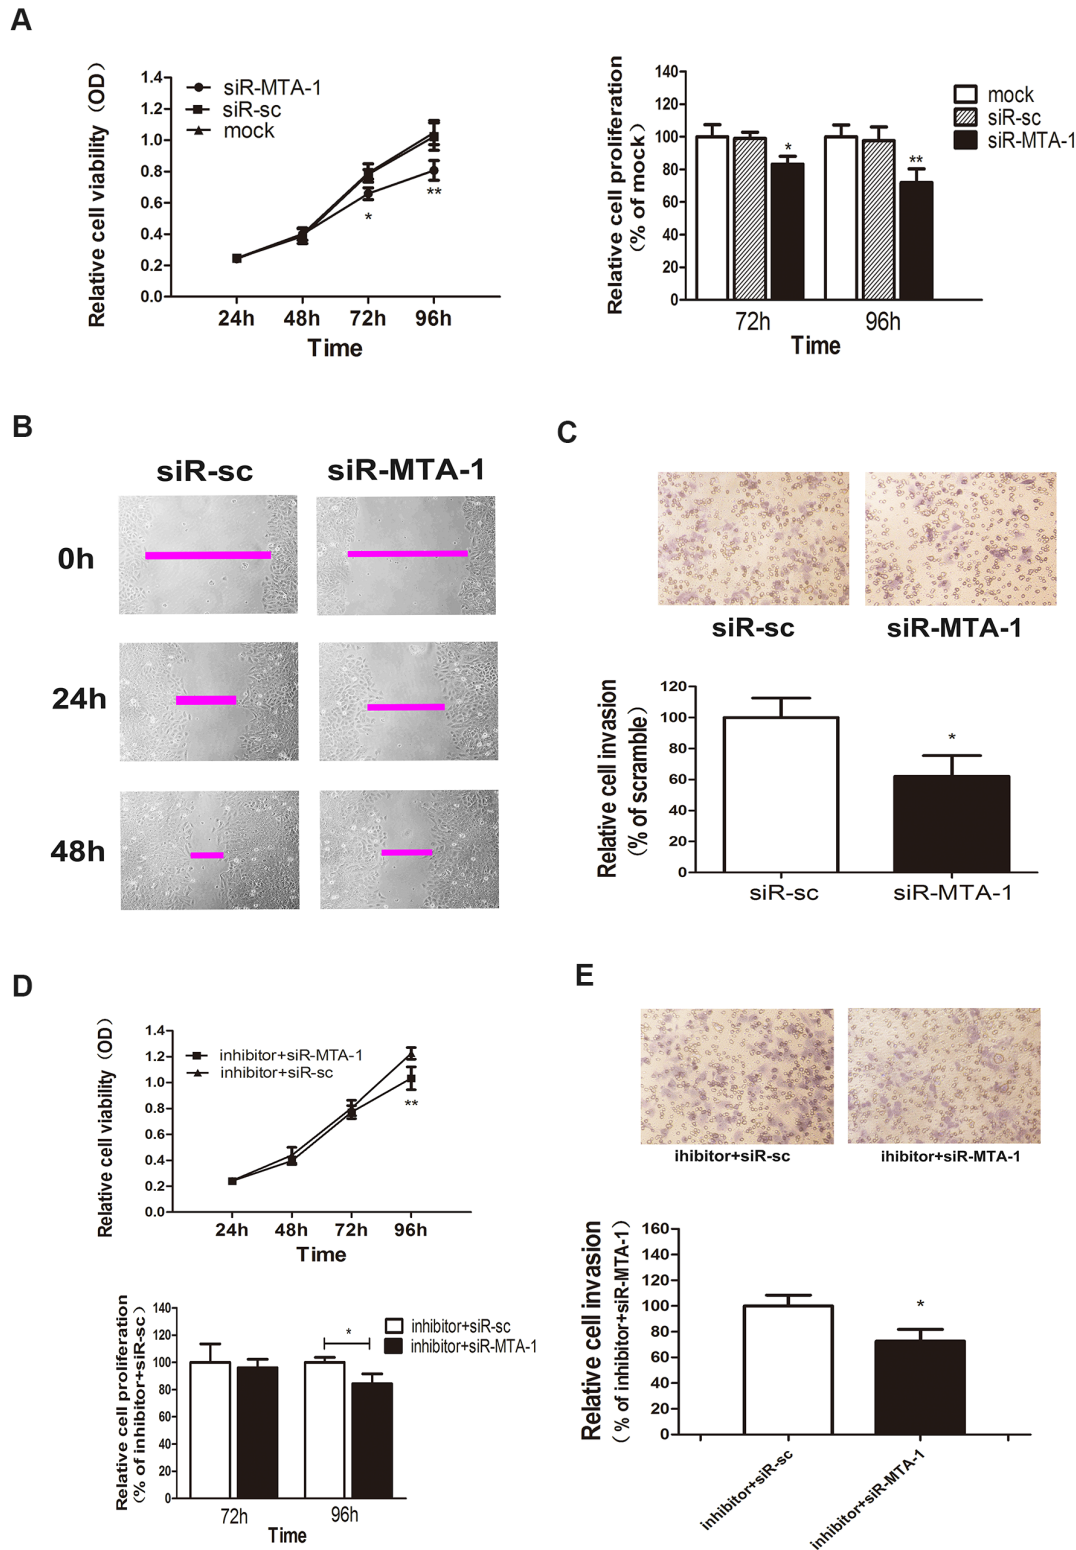 A
Relative cell viability (OD)
1.4
1.2
1.0
0.8
0.6
0.4
0.2
0.0
siR-MTA-1
siR-sc
mock
*
**
24h 48h 72h 96h
Time
Relative cell proliferation
(% of mock)
140
120
100
80
60
40
20
0
mock
siR-sc
siR-MTA-1
*
**
72h 96h
Time
B
siR-sc siR-MTA-1
0h
24h
48h
C
siR-sc siR-MTA-1
Relative cell invasion
(% of scramble)
120
100
80
60
40
20
0
*
siR-sc siR-MTA-1
D
Relative cell viability (OD)
1.4
1.2
1.0
0.8
0.6
0.4
0.2
0.0
inhibitor+siR-MTA-1
inhibitor+siR-sc
**
24h 48h 72h 96h
Time
Relative cell proliferation
(% of inhibitor+siR-sc)
140
120
100
80
60
40
20
0
inhibitor+siR-sc
inhibitor+siR-MTA-1
*
72h 96h
Time
E
ihibitor+siR-sc ihibitor+siR-MTA-1
Relative cell invasion
(% of inhibitor+siR-MTA-1)
160
140
120
100
80
60
40
20
0
*
inhibitor+siR-sc
inhibitor+siR-MTA-1